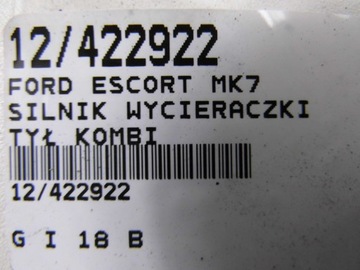 12/422922
FORD ESCORT MK7
SILNIK WYCIERACZKI
TYŁ KOMBI
12/422922
G I 18 B